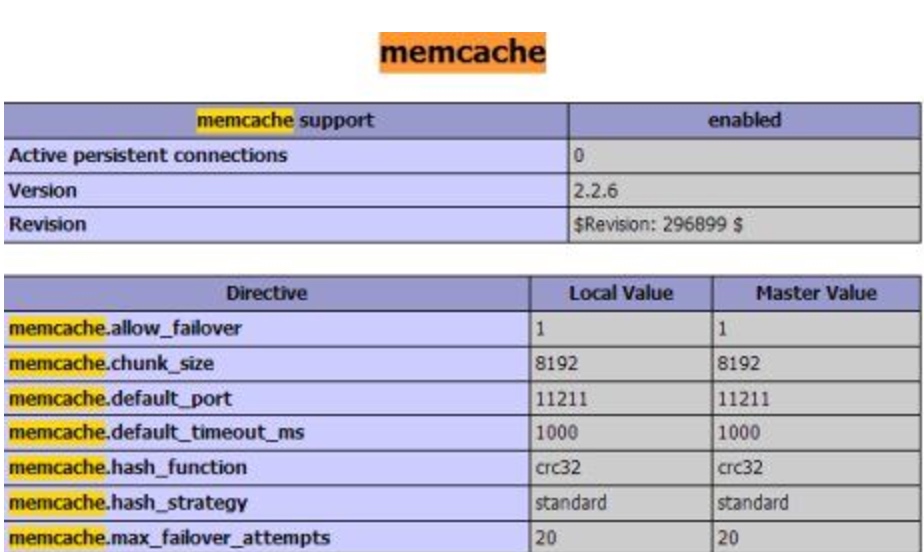 memcache
memcache support enabled
Active persistent connections 0
Version 2.2.6
Revision $Revision: 296899 $
Directive Local Value Master Value
memcache.allow_failover 1 1
memcache.chunk_size 8192 8192
memcache.default_port 11211 11211
memcache.default_timeout_ms 1000 1000
memcache.hash_function crc32 crc32
memcache.hash_strategy standard standard
memcache.max_failover_attempts 20 20